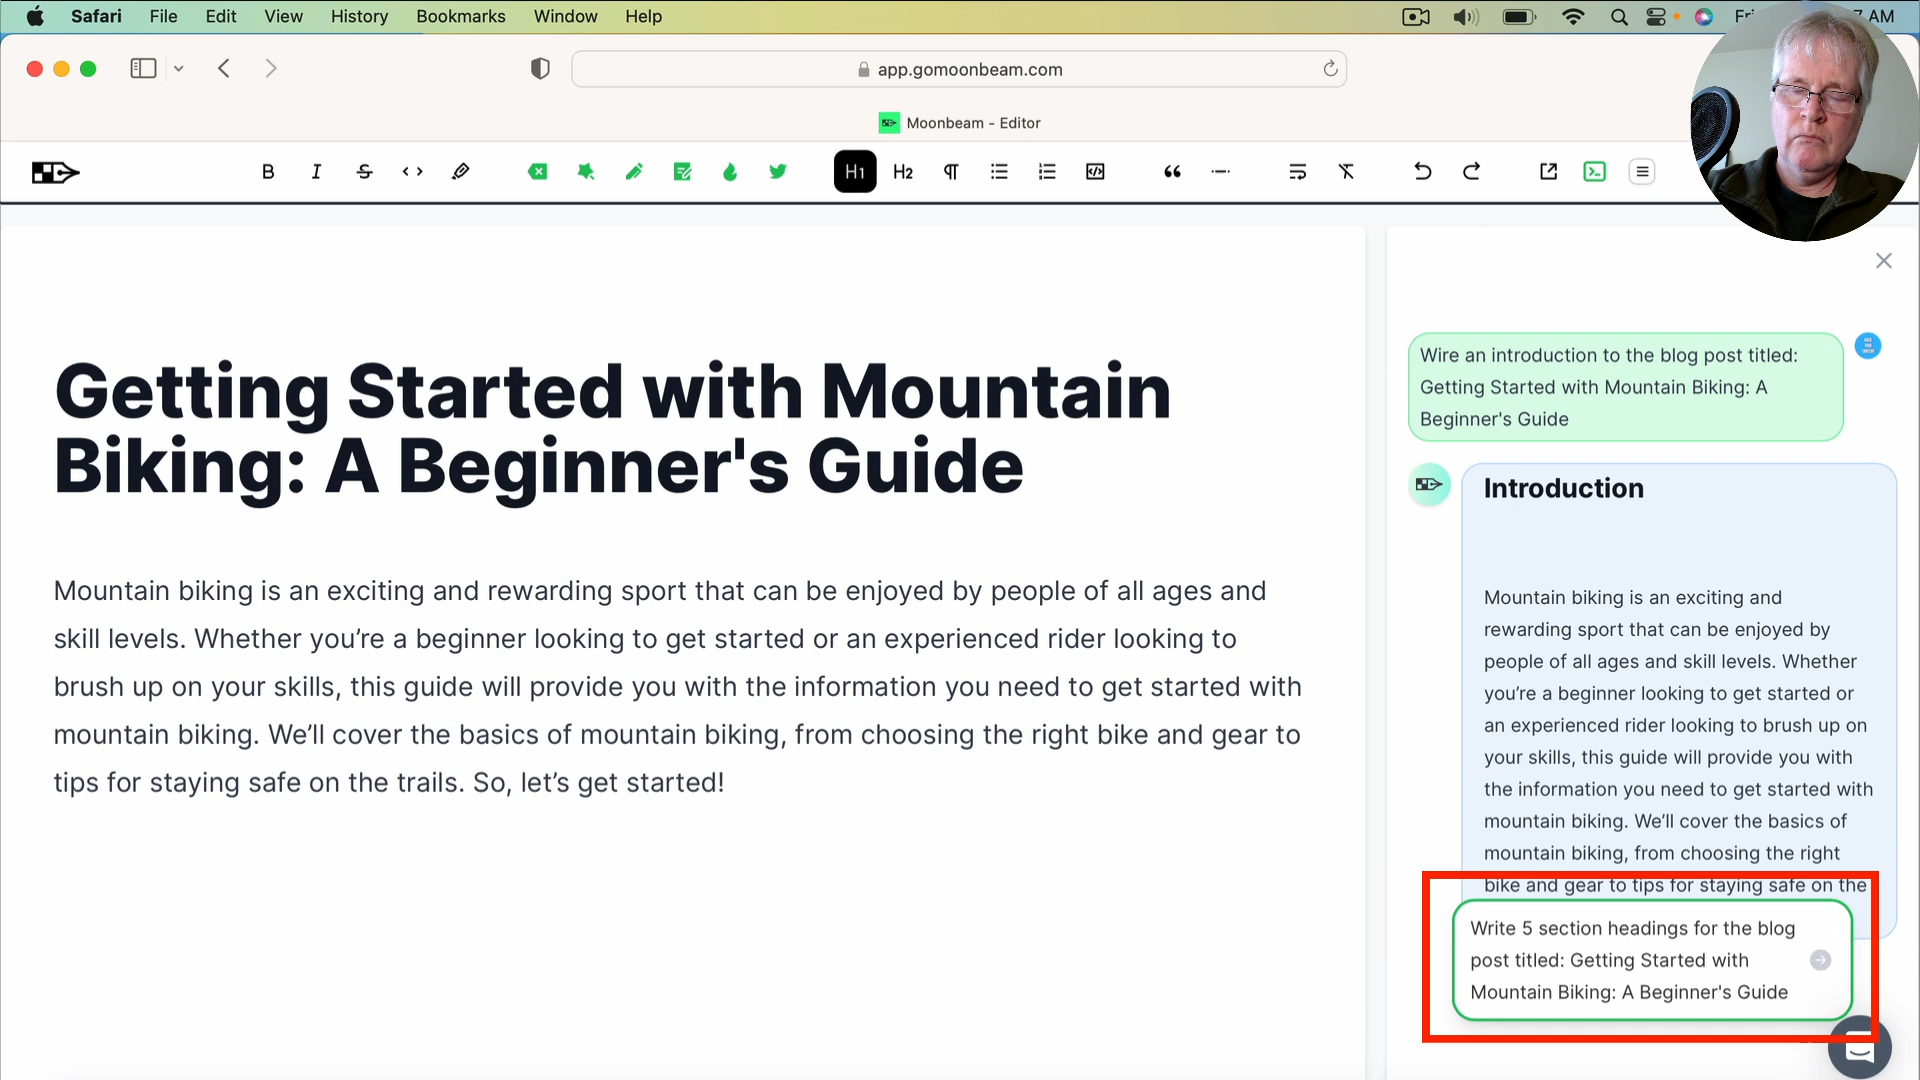 Safari File Edit View History Bookmarks Window Help AM
app.gomoonbeam.com
Moonbeam - Editor
B I S H1 H2
Getting Started with Mountain
Biking: A Beginner's Guide
Mountain biking is an exciting and rewarding sport that can be enjoyed by people of all ages and
skill levels. Whether you’re a beginner looking to get started or an experienced rider looking to
brush up on your skills, this guide will provide you with the information you need to get started with
mountain biking. We’ll cover the basics of mountain biking, from choosing the right bike and gear to
tips for staying safe on the trails. So, let’s get started!
Wire an introduction to the blog post titled:
Getting Started with Mountain Biking: A
Beginner's Guide
Introduction
Mountain biking is an exciting and
rewarding sport that can be enjoyed by
people of all ages and skill levels. Whether
you’re a beginner looking to get started or
an experienced rider looking to brush up on
your skills, this guide will provide you with
the information you need to get started with
mountain biking. We’ll cover the basics of
mountain biking, from choosing the right
bike and gear to tips for staying safe on the
Write 5 section headings for the blog
post titled: Getting Started with
Mountain Biking: A Beginner's Guide